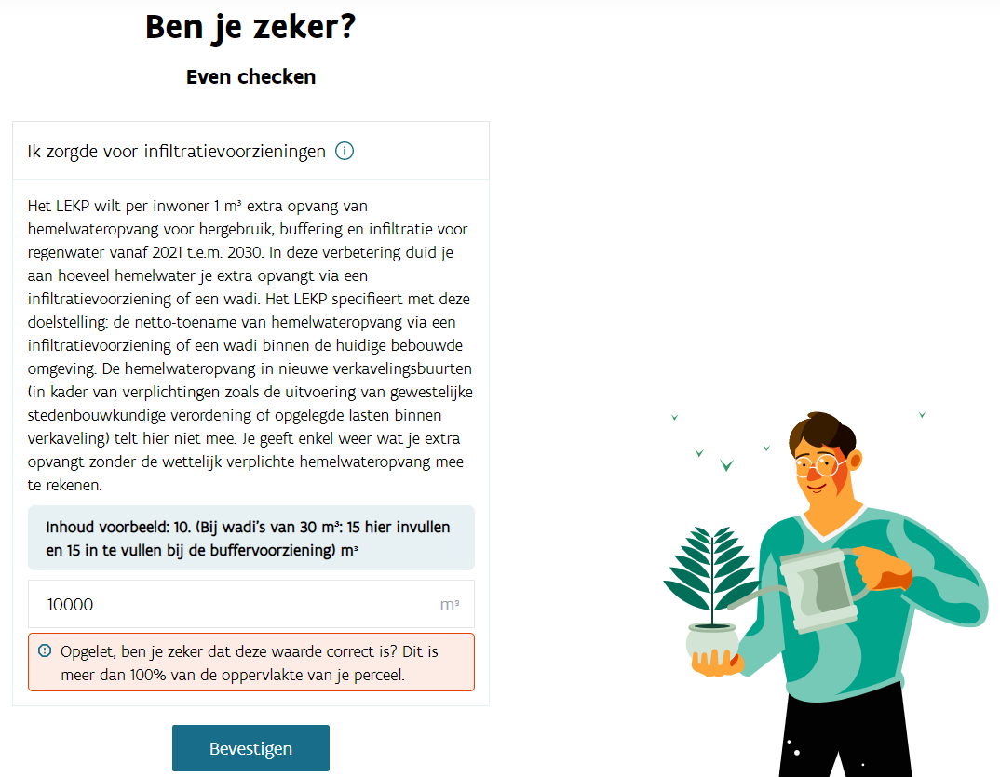 Ben je zeker?
Even checken
Ik zorgde voor infiltratievoorzieningen
Het LEKP wilt per inwoner 1 m³ extra opvang van
hemelwateropvang voor hergebruik, buffering en infiltratie voor
regenwater vanaf 2021 t.e.m. 2030. In deze verbetering duid je
aan hoeveel hemelwater je extra opvangt via een
infiltratievoorziening of een wadi. Het LEKP specifieert met deze
doelstelling: de netto-toename van hemelwateropvang via een
infiltratievoorziening of een wadi binnen de huidige bebouwde
omgeving. De hemelwateropvang in nieuwe verkavelingsbuurten
(in kader van verplichtingen zoals de uitvoering van gewestelijke
stedenbouwkundige verordening of opgelegde lasten binnen
verkaveling) telt hier niet mee. Je geeft enkel weer wat je extra
opvangt zonder de wettelijk verplichte hemelwateropvang mee
te rekenen.
Inhoud voorbeeld: 10. (Bij wadi's van 30 m³: 15 hier invullen
en 15 in te vullen bij de buffervoorziening) m³
10000 m³
Opgelet, ben je zeker dat deze waarde correct is? Dit is
meer dan 100% van de oppervlakte van je perceel.
Bevestigen